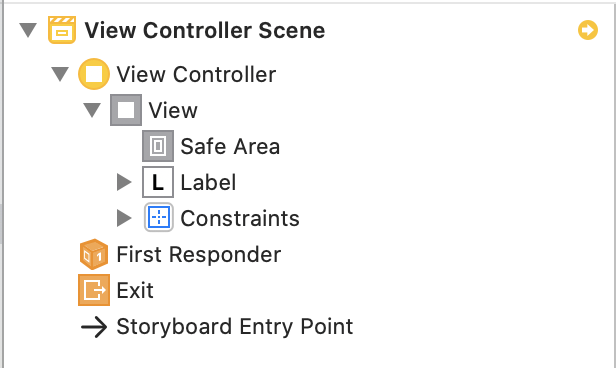 View Controller Scene
View Controller
View
Safe Area
L Label
Constraints
First Responder
Exit
Storyboard Entry Point